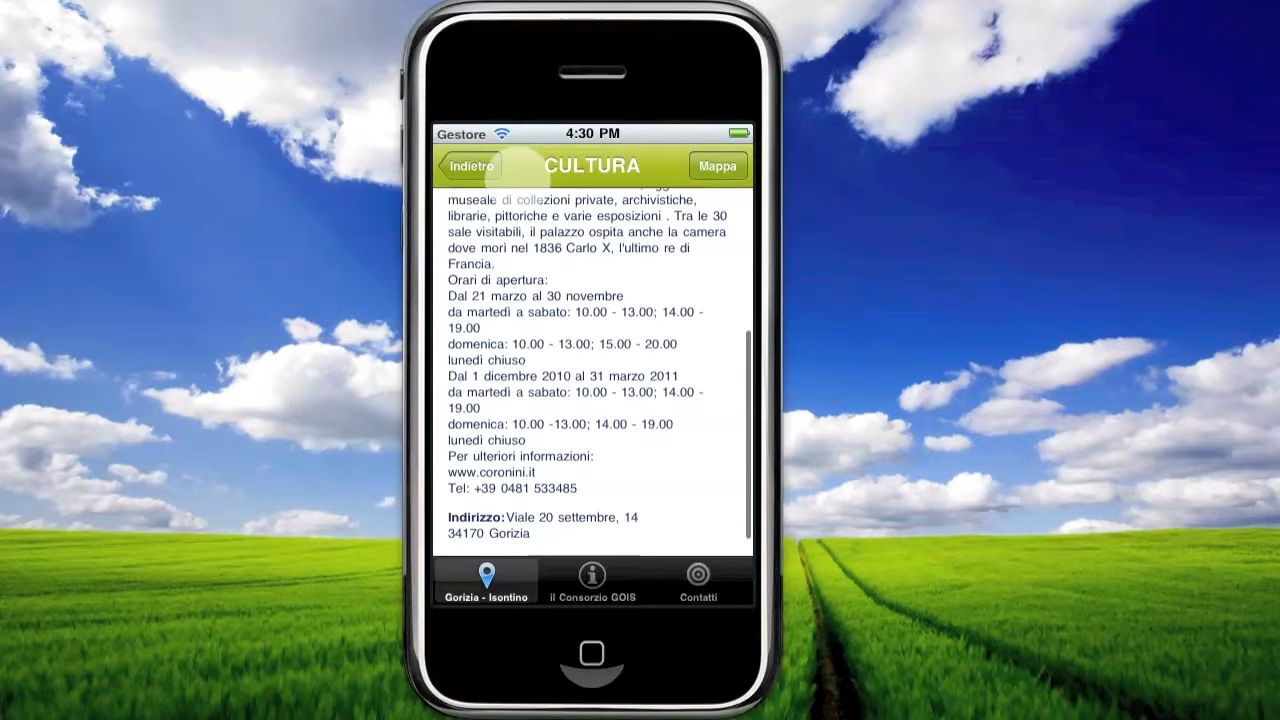 Gestore
4:30 PM
Indietro
CULTURA
Mappa
museale di collezioni private, archivistiche,
librarie, pittoriche e varie esposizioni . Tra le 30
sale visitabili, il palazzo ospita anche la camera
dove morì nel 1836 Carlo X, l'ultimo re di
Francia.
Orari di apertura:
Dal 21 marzo al 30 novembre
da martedì a sabato: 10.00 - 13.00; 14.00 -
19.00
domenica: 10.00 - 13.00; 15.00 - 20.00
lunedì chiuso
Dal 1 dicembre 2010 al 31 marzo 2011
da martedì a sabato: 10.00 - 13.00; 14.00 -
19.00
domenica: 10.00 -13.00; 14.00 - 19.00
lunedì chiuso
Per ulteriori informazioni:
www.coronini.it
Tel: +39 0481 533485
Indirizzo:Viale 20 settembre, 14
34170 Gorizia
Gorizia - Isontino
il Consorzio GOIS
Contatti